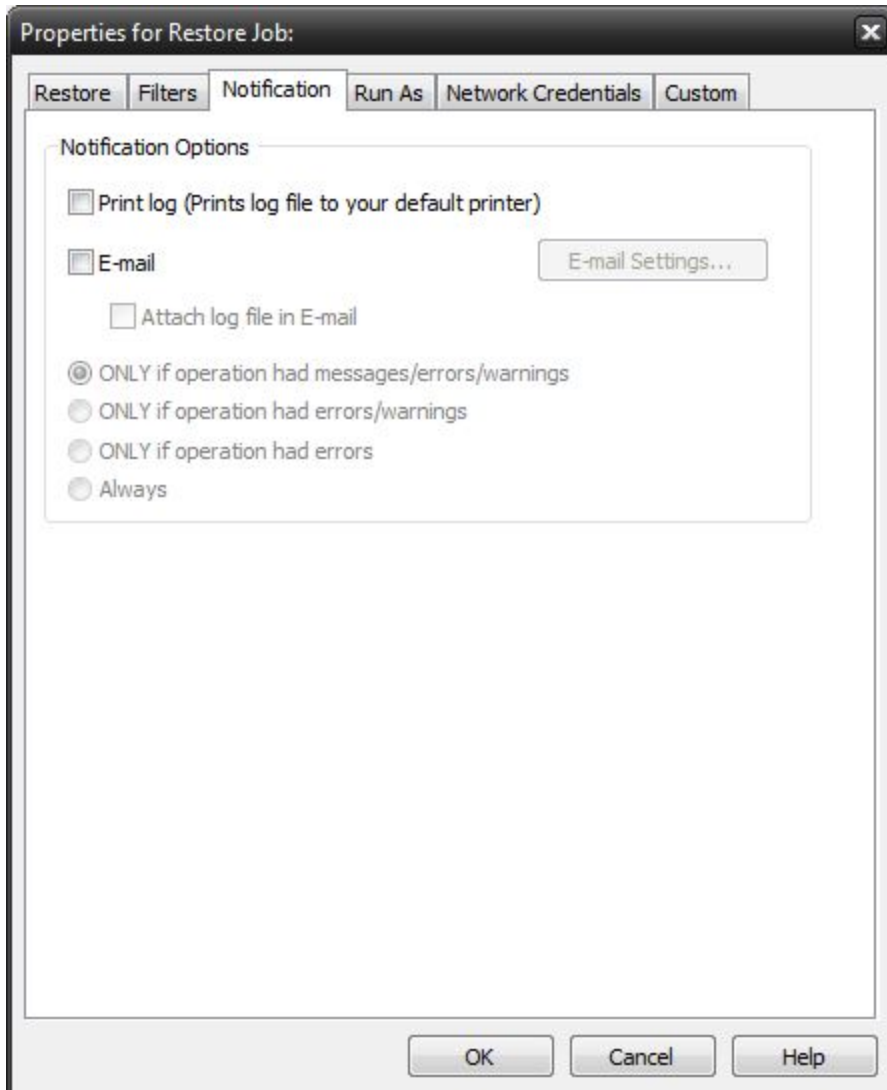 Properties for Restore Job:
Restore Filters Notification Run As Network Credentials Custom
Notification Options
Print log (Prints log file to your default printer)
E-mail E-mail Settings...
Attach log file in E-mail
ONLY if operation had messages/errors/warnings
ONLY if operation had errors/warnings
ONLY if operation had errors
Always
OK Cancel Help